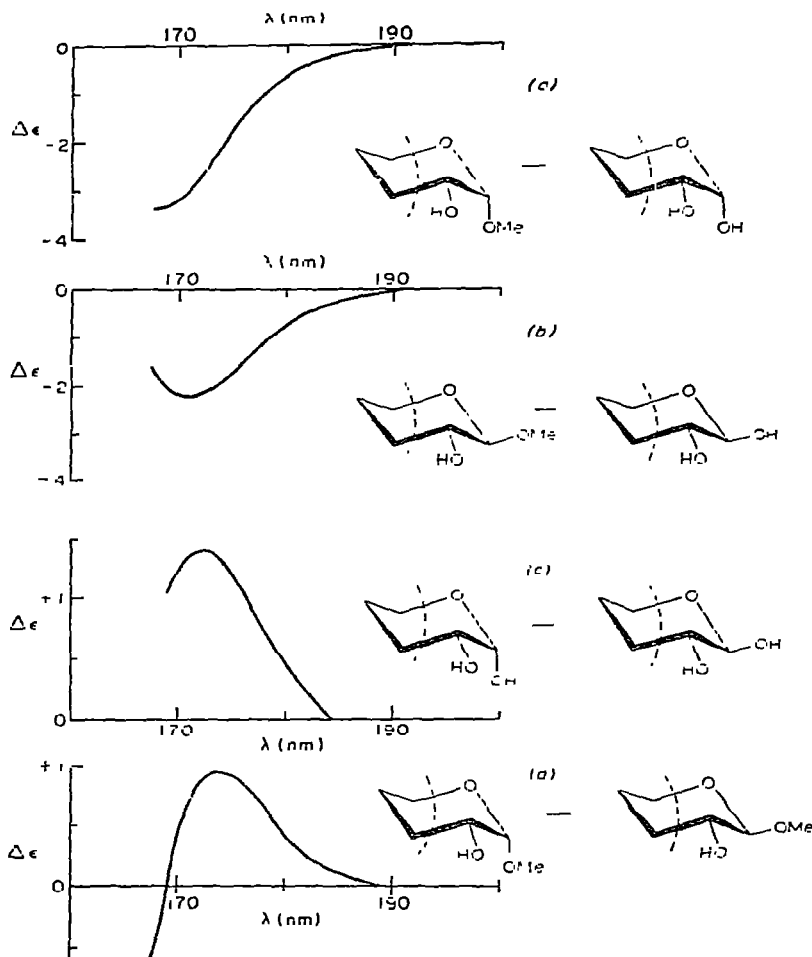 λ (nm)
170 190
0
(a)
Δε
-2
-4
O O
HO HO
OMe OH
λ (nm)
170 190
0
(b)
Δε
-2
-4
O O
OMe OH
HO HO
+1
(c)
Δε
0
O O
OH
HO HO
OH
170 190
λ (nm)
+1
(d)
Δε
0
O O
OMe
HO HO
OMe
170 190
λ (nm)